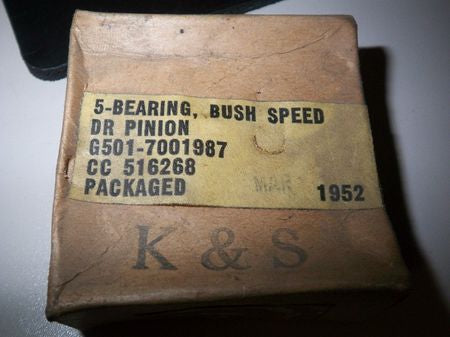 5-BEARING, BUSH SPEED
DR PINION
G501-7001987
CC 516268
PACKAGED MAR 1952
K & S